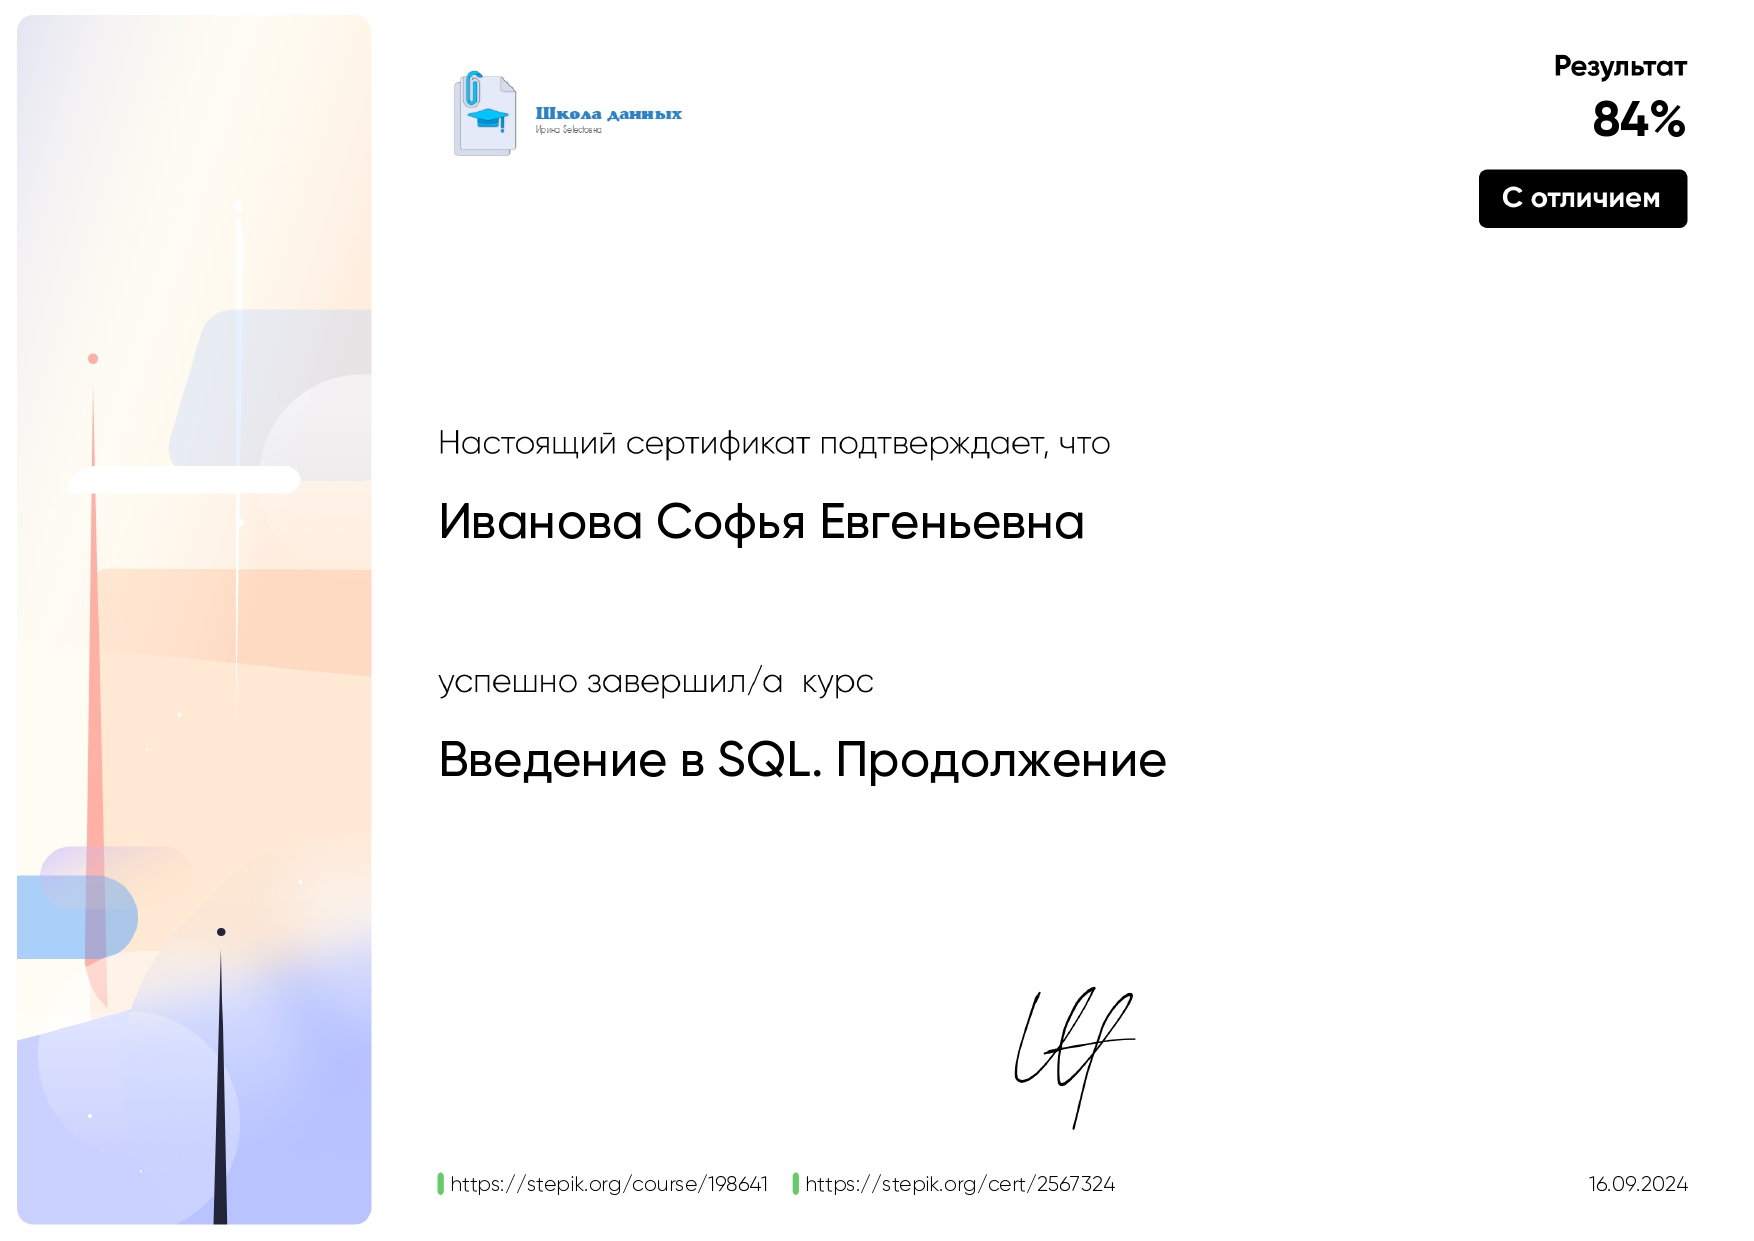 Школа данных
Ирина Selectовна
Результат
84%
С отличием
Настоящий сертификат подтверждает, что
Иванова Софья Евгеньевна
успешно завершил/а  курс
Введение в SQL. Продолжение
https://stepik.org/course/198641
https://stepik.org/cert/2567324
16.09.2024